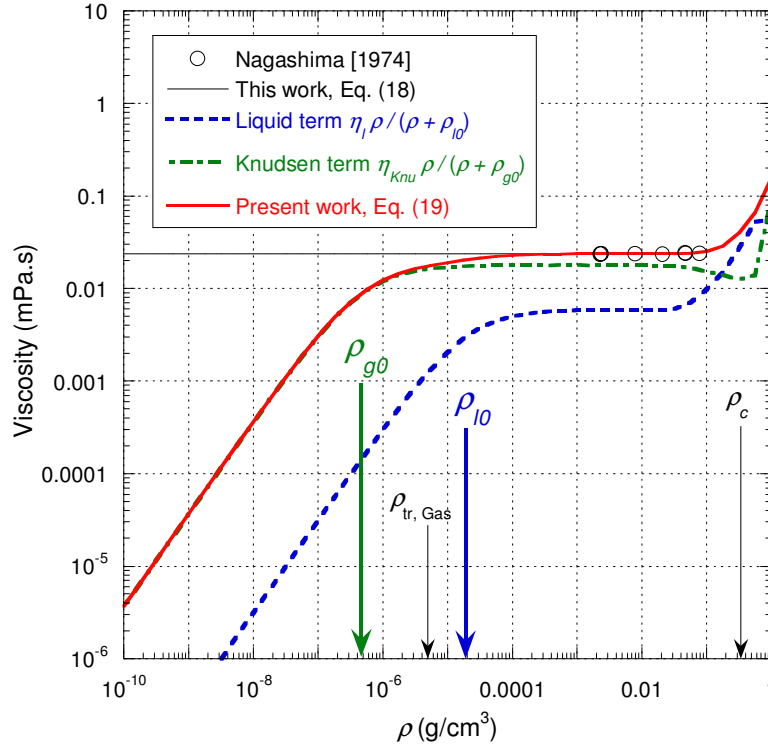 10
1
0.1
0.01
0.001
0.0001
10⁻⁵
10⁻⁶
Viscosity (mPa.s)
Nagashima [1974]
This work, Eq. (18)
Liquid term η_l ρ / (ρ + ρ_l0)
Knudsen term η_Knu ρ / (ρ + ρ_g0)
Present work, Eq. (19)
ρ_g0
ρ_l0
ρ_c
ρ_tr, Gas
10⁻¹⁰
10⁻⁸
10⁻⁶
0.0001
0.01
ρ (g/cm³)